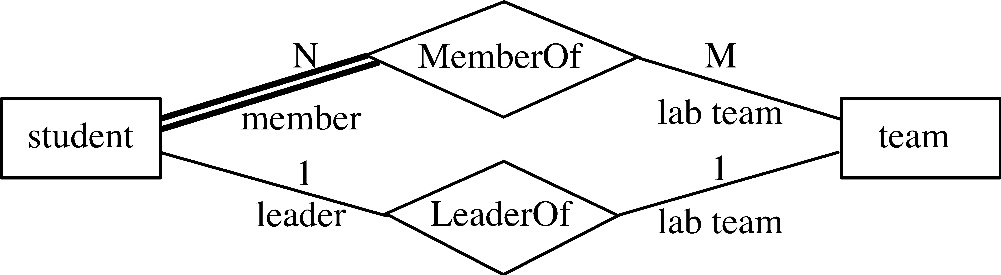 N
MemberOf
M
member
lab team
student
team
1
leader
LeaderOf
1
lab team